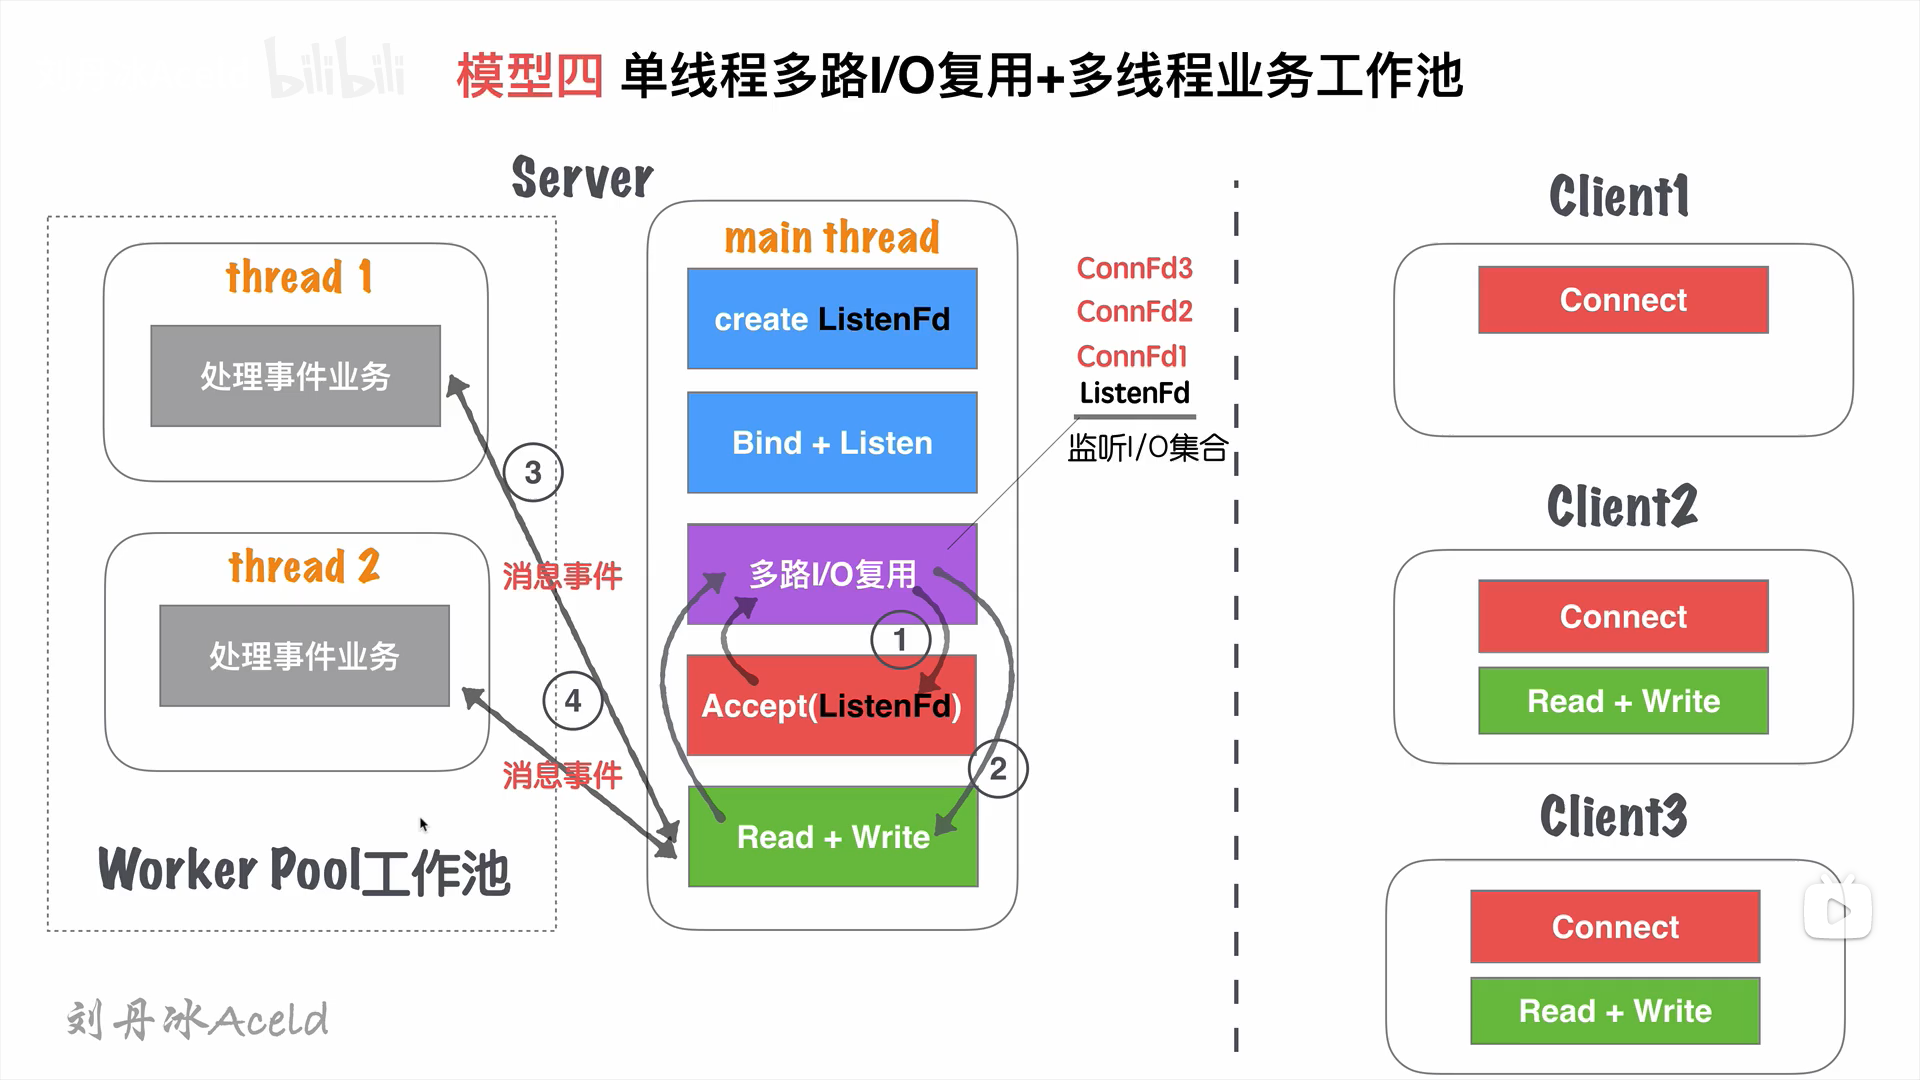 bilibili
模型四 单线程多路I/O复用+多线程业务工作池
Server
thread 1
处理事件业务
thread 2
处理事件业务
Worker Pool工作池
3
消息事件
4
消息事件
main thread
create ListenFd
Bind + Listen
多路I/O复用
1
Accept(ListenFd)
2
Read + Write
ConnFd3
ConnFd2
ConnFd1
ListenFd
监听I/O集合
Client1
Connect
Client2
Connect
Read + Write
Client3
Connect
Read + Write
刘丹冰Aceld